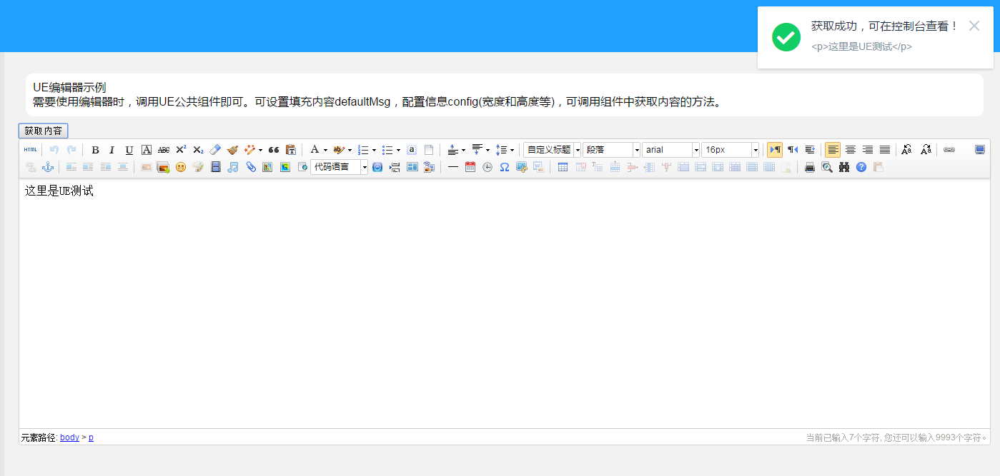 获取成功，可在控制台查看！
<p>这里是UE测试</p>
UE编辑器示例
需要使用编辑器时，调用UE公共组件即可。可设置填充内容defaultMsg，配置信息config(宽度和高度等)，可调用组件中获取内容的方法。
获取内容
HTML B I U A ABC X² X₂ A ab 自定义标题 段落 arial 16px
代码语言
这里是UE测试
元素路径: body > p
当前已输入7个字符, 您还可以输入9993个字符。